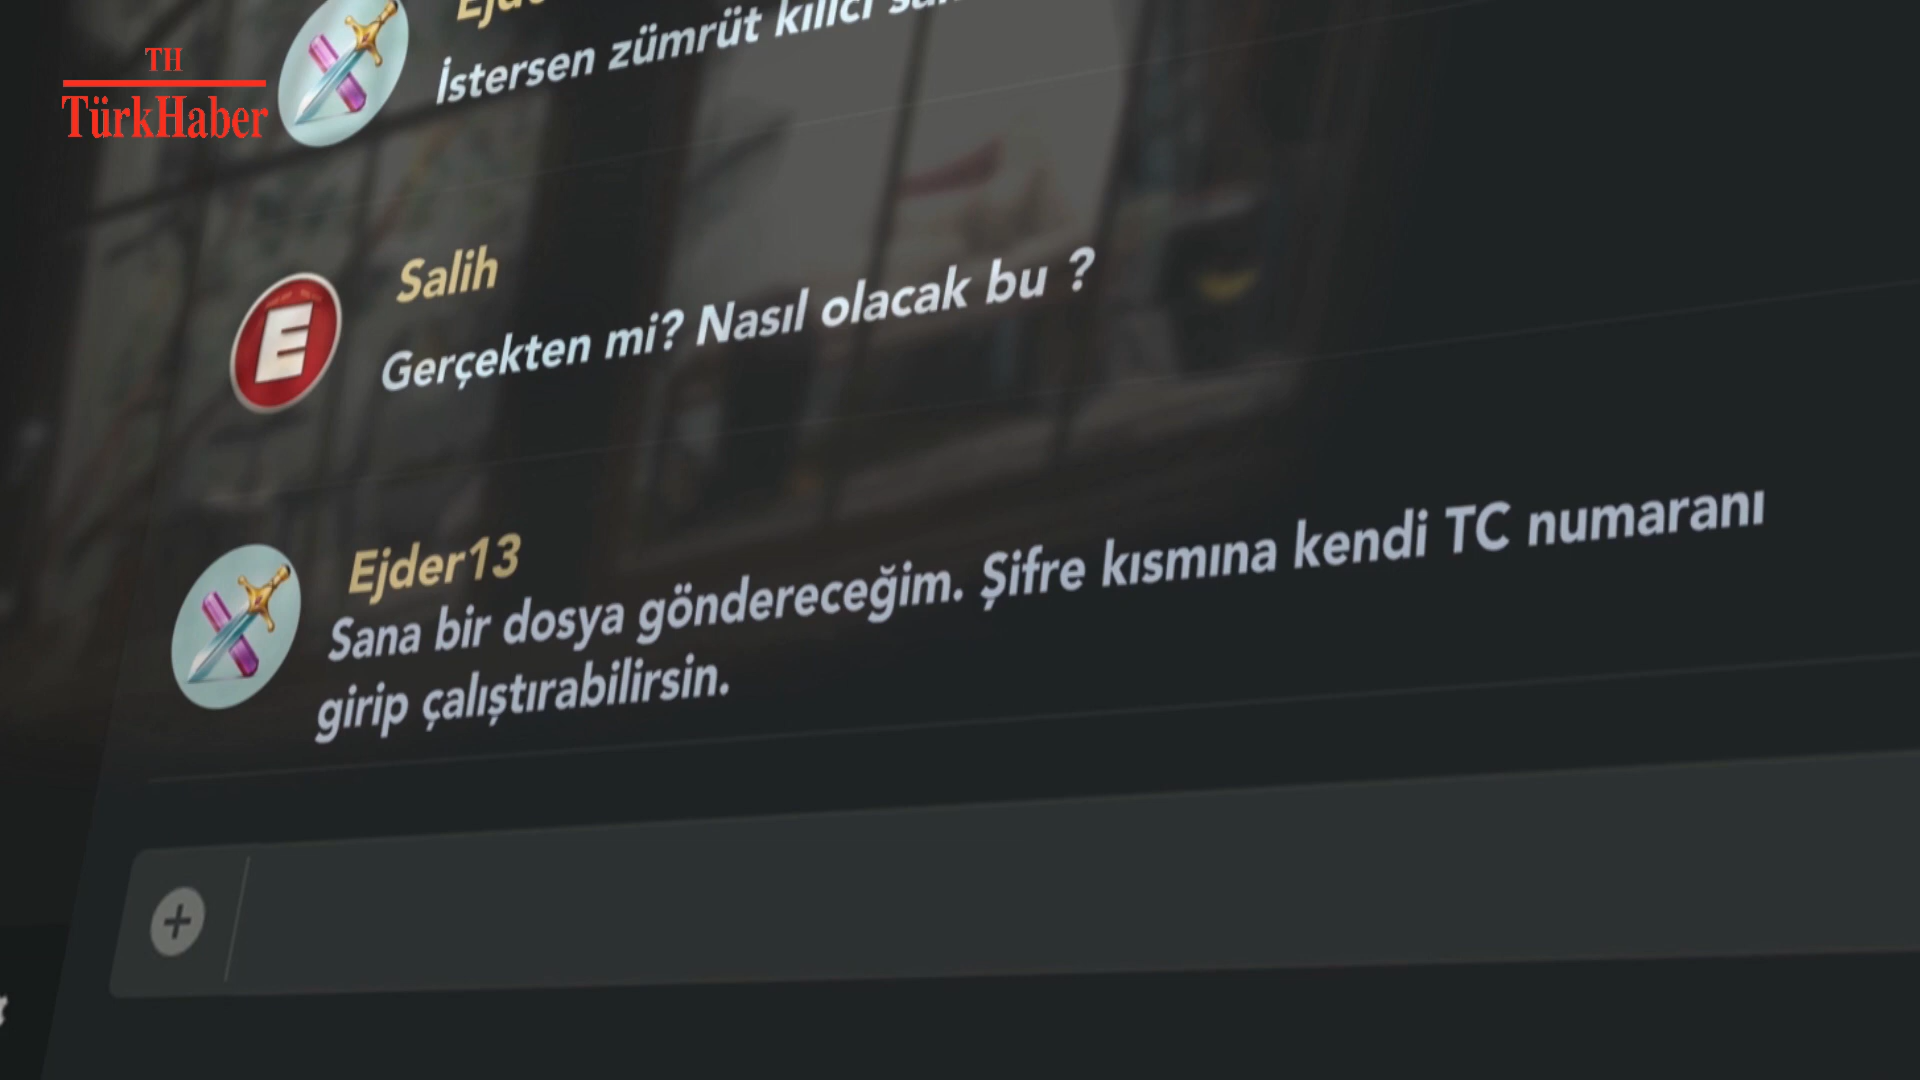 TH
TürkHaber
İstersen zümrüt kılıcı
Salih
Gerçekten mi? Nasıl olacak bu ?
Ejder13
Sana bir dosya göndereceğim. Şifre kısmına kendi TC numaranı
girip çalıştırabilirsin.